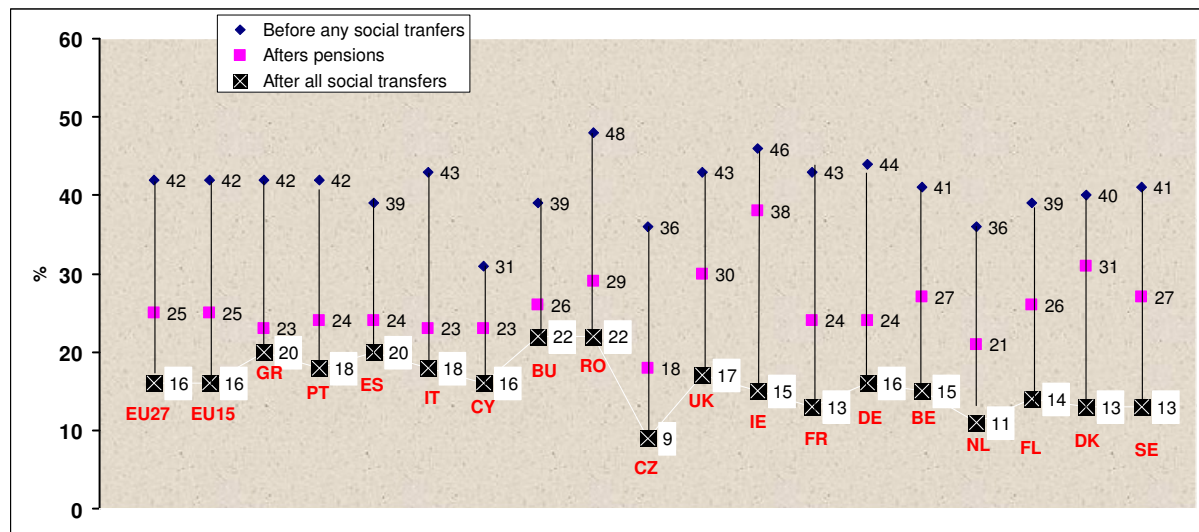 Before any social tranfers
Afters pensions
After all social transfers
60
50
40
30
20
10
0
%
42 42 42 42 39 43 31 39 48 36 43 46 43 44 41 36 39 40 41
25 25 23 24 24 23 23 26 29 18 30 38 24 24 27 21 26 31 27
16 16 20 18 20 18 16 22 22 9 17 15 13 16 15 11 14 13 13
EU27 EU15 GR PT ES IT CY BU RO CZ UK IE FR DE BE NL FL DK SE